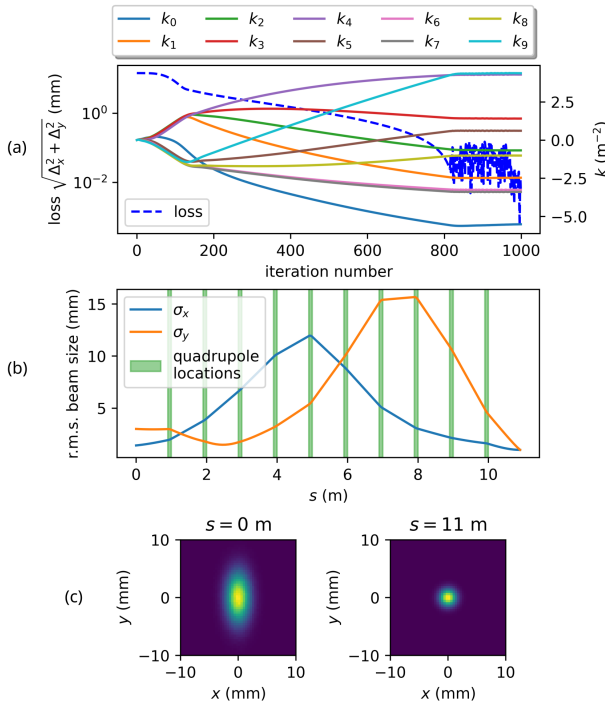 k₀ k₂ k₄ k₆ k₈
k₁ k₃ k₅ k₇ k₉
(a)
loss √(Δₓ² + Δᵧ²) (mm)
10⁰
10⁻²
loss
2.5
0.0
−2.5
−5.0
k (m⁻²)
0 200 400 600 800 1000
iteration number
(b)
r.m.s. beam size (mm)
15
10
5
σₓ
σᵧ
quadrupole
locations
0 2 4 6 8 10
s (m)
(c)
s = 0 m
s = 11 m
y (mm)
10
0
−10
−10 0 10
x (mm)
y (mm)
10
0
−10
−10 0 10
x (mm)